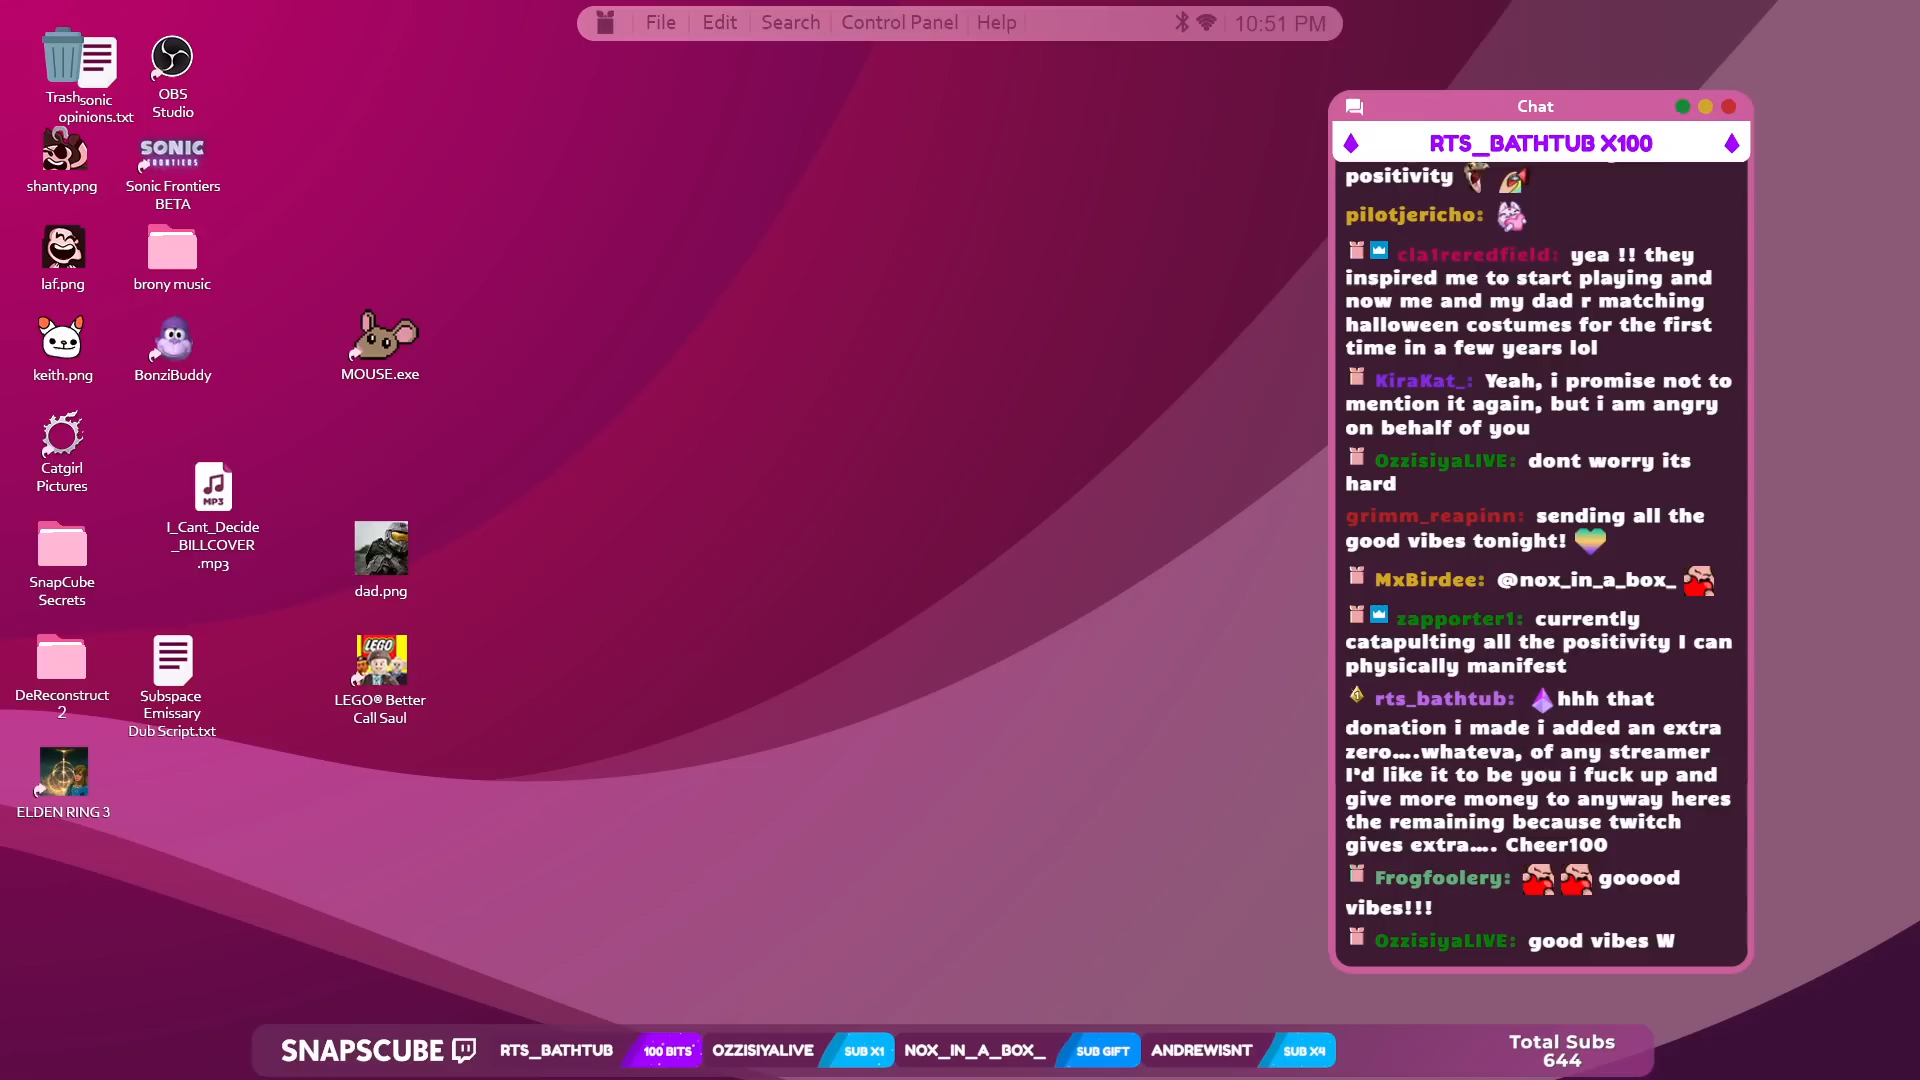 File Edit Search Control Panel Help 10:51 PM
Trash
sonic
opinions.txt
OBS
Studio
shanty.png
SONIC
FRONTIERS
Sonic Frontiers
BETA
laf.png
brony music
keith.png
BonziBuddy
MOUSE.exe
Catgirl
Pictures
MP3
I_Cant_Decide
_BILLCOVER
.mp3
SnapCube
Secrets
dad.png
DeReconstruct
2
Subspace
Emissary
Dub Script.txt
LEGO
LEGO® Better
Call Saul
ELDEN RING 3
Chat
RTS_BATHTUB X100
positivity
pilotjericho:
cla1reredfield: yea !! they
inspired me to start playing and
now me and my dad r matching
halloween costumes for the first
time in a few years lol
KiraKat_: Yeah, i promise not to
mention it again, but i am angry
on behalf of you
OzzisiyaLIVE: dont worry its
hard
grimm_reapinn: sending all the
good vibes tonight!
MxBirdee: @nox_in_a_box_
zapporter1: currently
catapulting all the positivity I can
physically manifest
rts_bathtub: hhh that
donation i made i added an extra
zero....whateva, of any streamer
I'd like it to be you i fuck up and
give more money to anyway heres
the remaining because twitch
gives extra.... Cheer100
Frogfoolery: gooood
vibes!!!
OzzisiyaLIVE: good vibes W
SNAPSCUBE RTS_BATHTUB 100 BITS OZZISIYALIVE SUB X1 NOX_IN_A_BOX_ SUB GIFT ANDREWISNT SUB X4
Total Subs
644